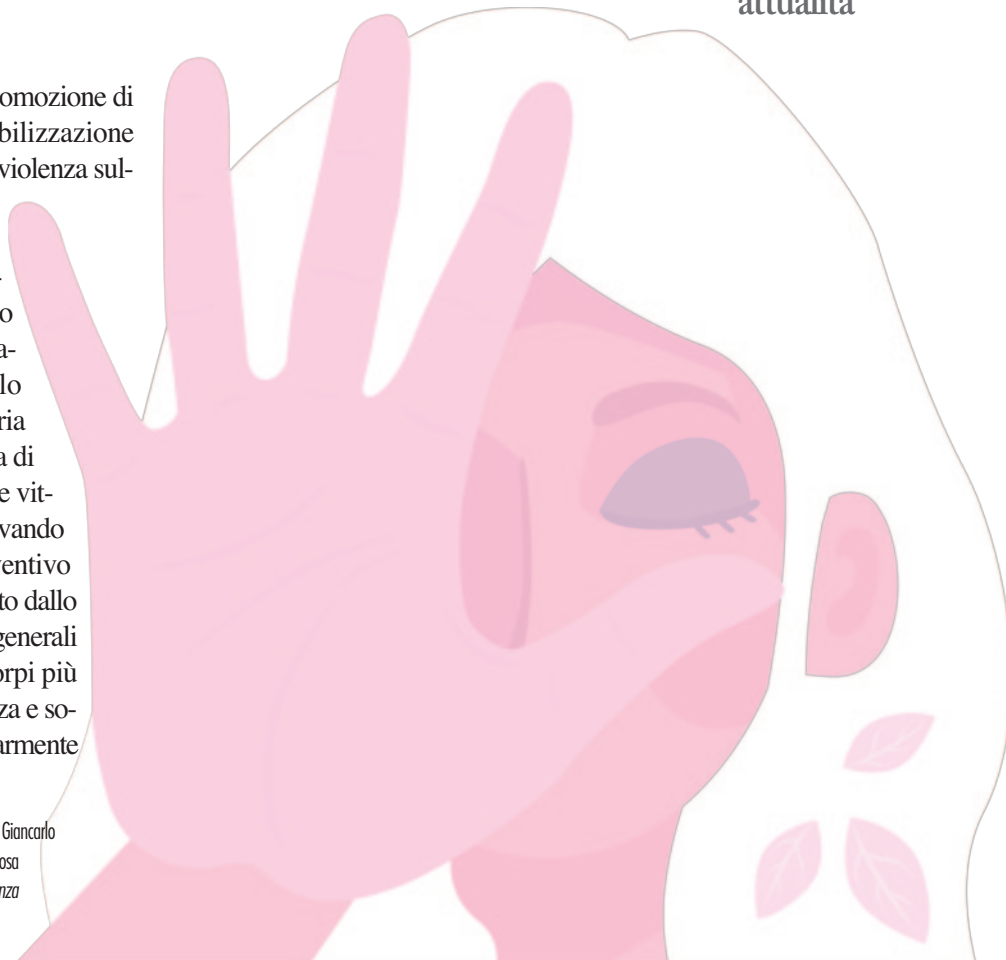 attualità
omozione di
bilizzazione
violenza sul-
-
o
a-
lo
ria
a di
e vit-
vando
entivo
to dallo
generali
orpi più
za e so-
armente
Giancarlo
osa
nza